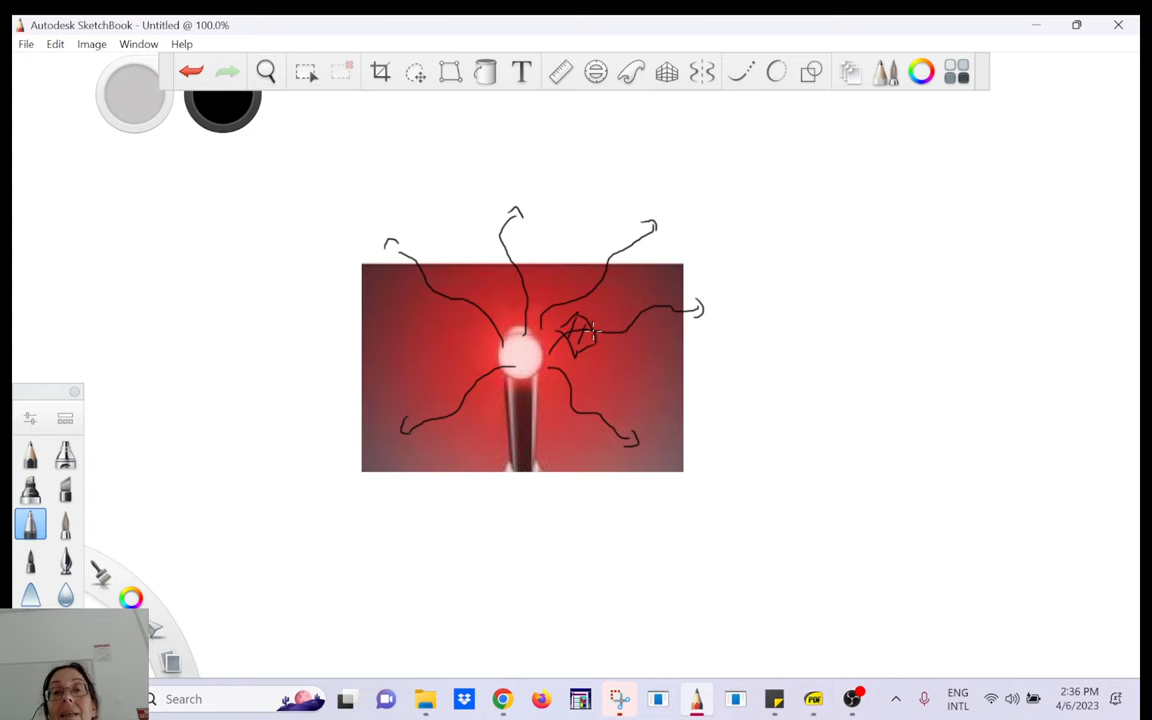 Autodesk SketchBook - Untitled @ 100.0%
File Edit Image Window Help
T
Search
PDF
ENG
INTL
2:36 PM
4/6/2023